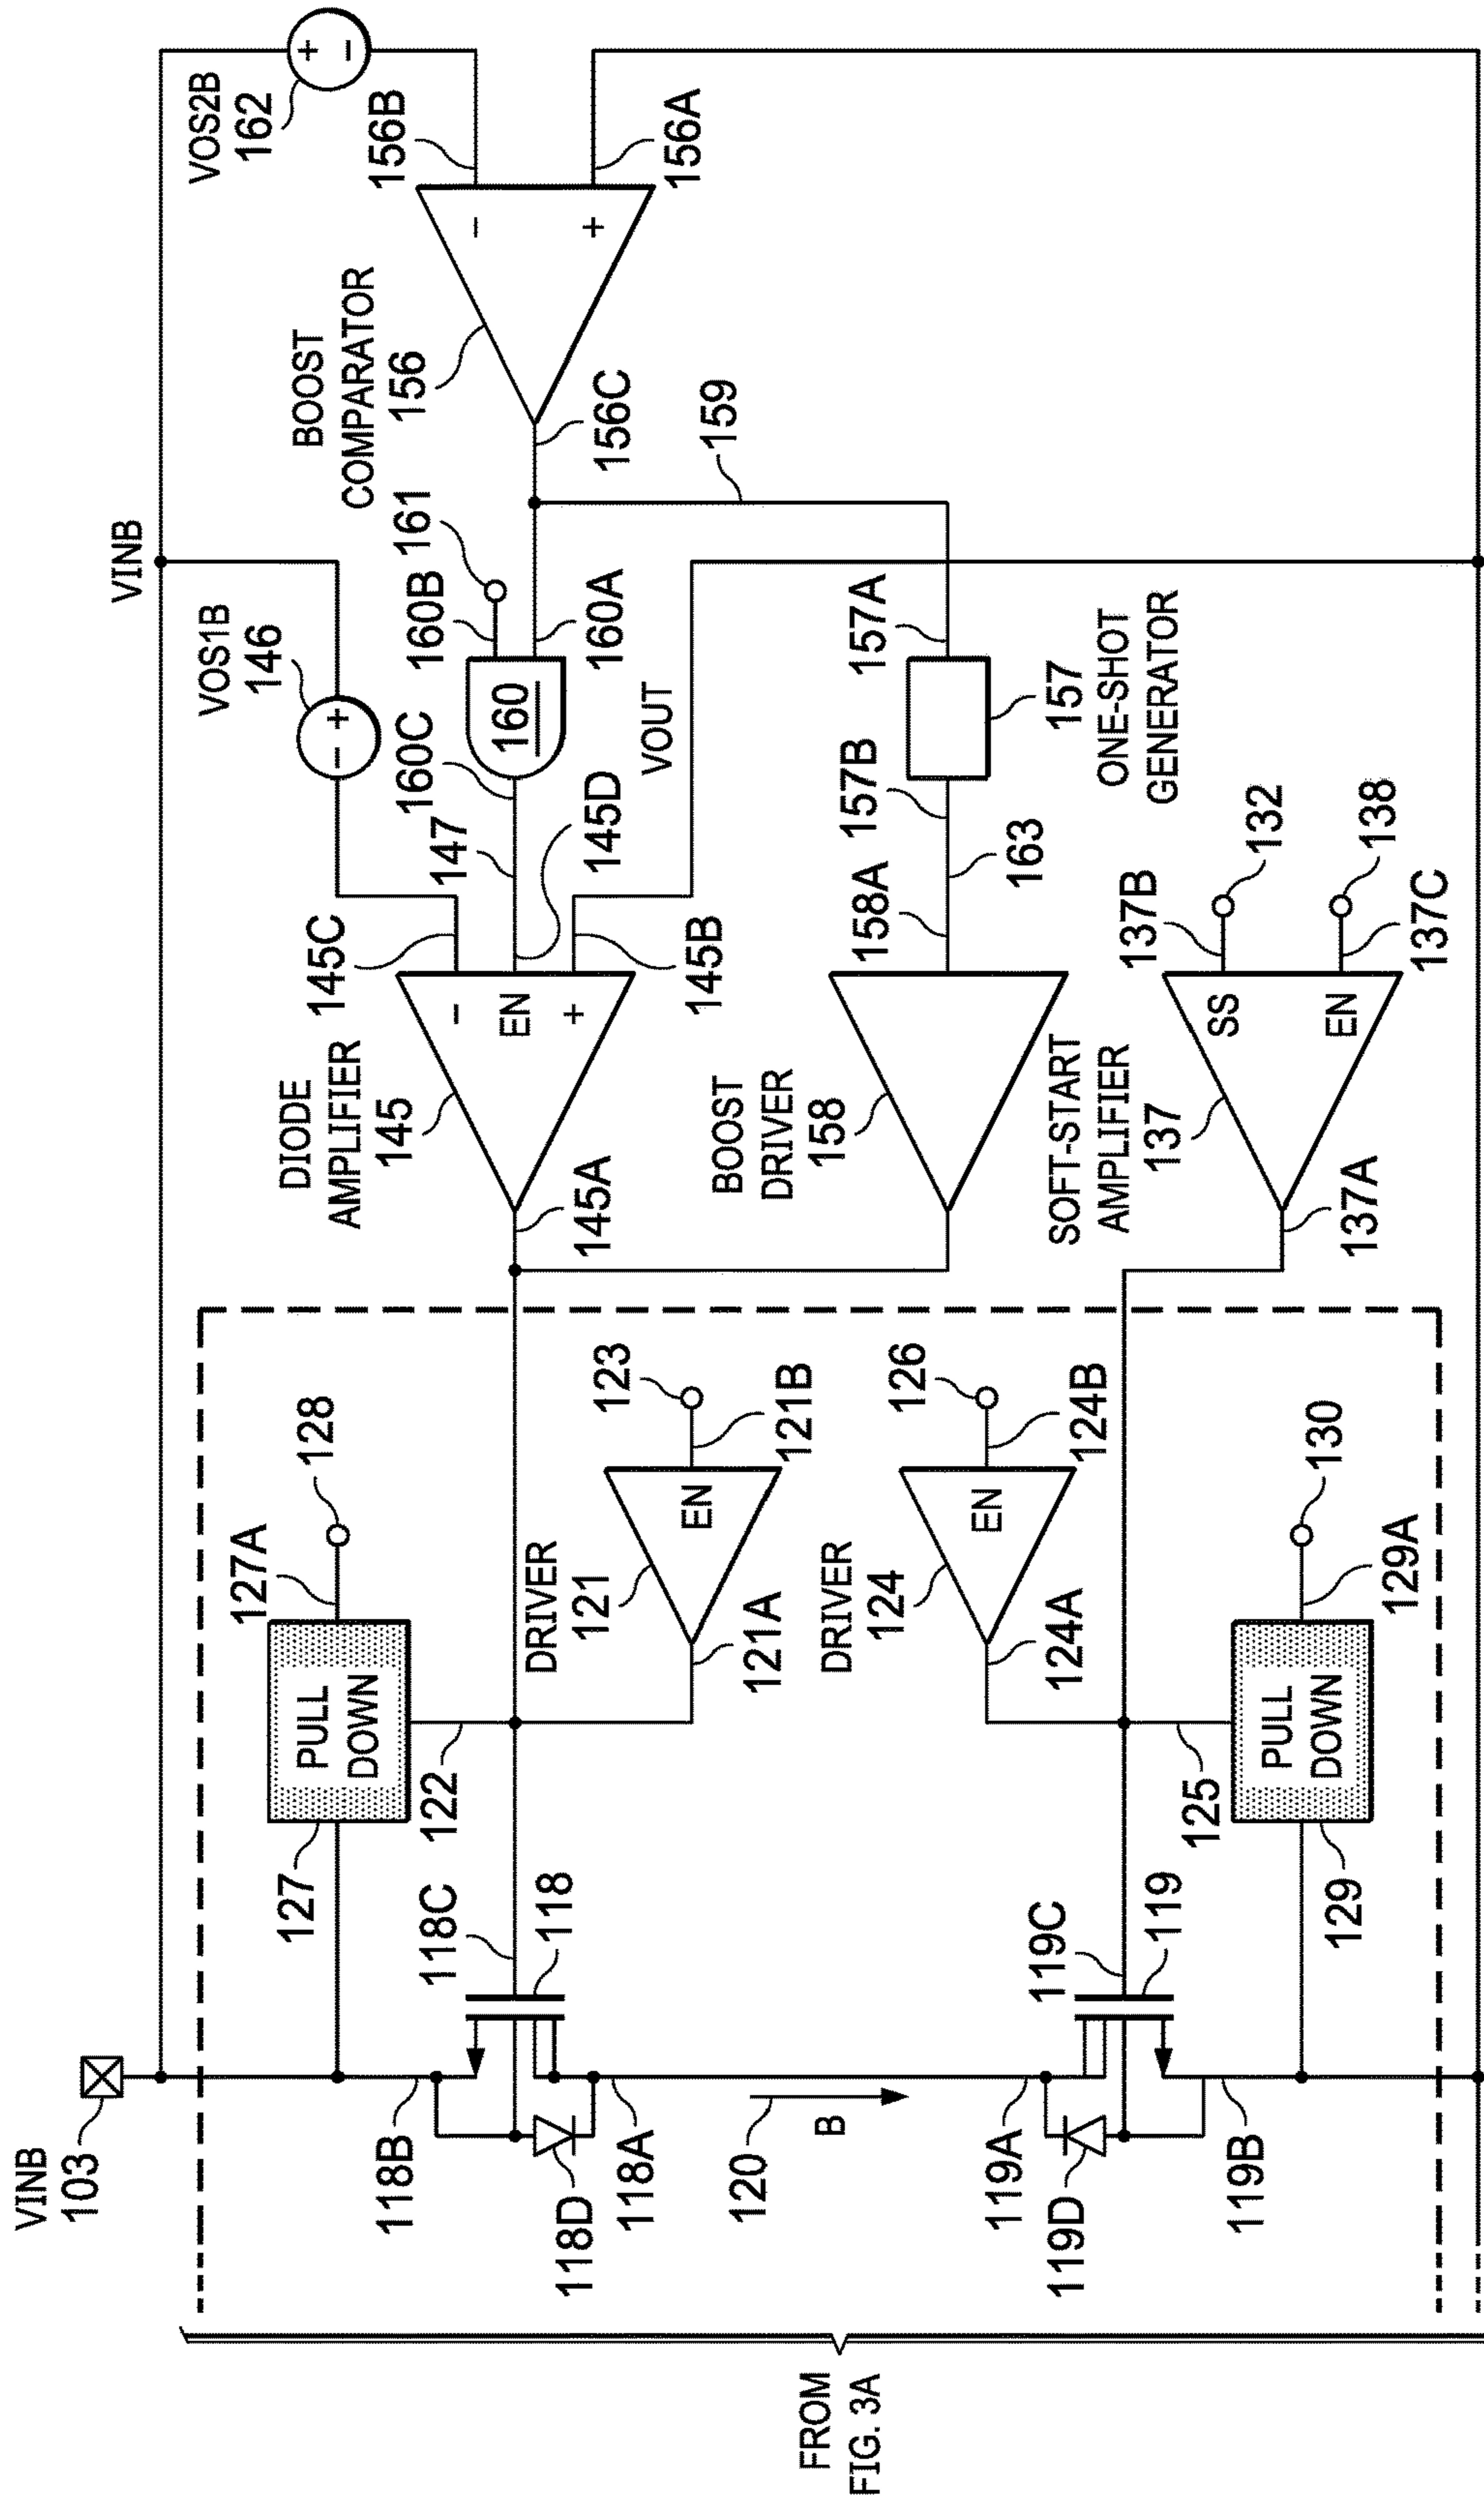 VINB
103
VINB
VOS2B
162
+
−
156B
156A
−
+
BOOST
COMPARATOR
156
156C
159
161
160B
160A
160
160C
VOS1B
146
−
+
147
145D
VOUT
145C
145B
DIODE
AMPLIFIER
145
−
EN
+
145A
157A
157
157B
ONE-SHOT
GENERATOR
163
158A
BOOST
DRIVER
158
SOFT-START
AMPLIFIER
137
SS
EN
137A
137B
132
138
137C
128
127A
PULL
DOWN
127
122
DRIVER
121
EN
121A
121B
123
DRIVER
124
EN
124A
124B
126
130
129A
PULL
DOWN
129
125
118C
118
118B
118D
118A
120
B
119C
119
119A
119D
119B
FROM
FIG. 3A